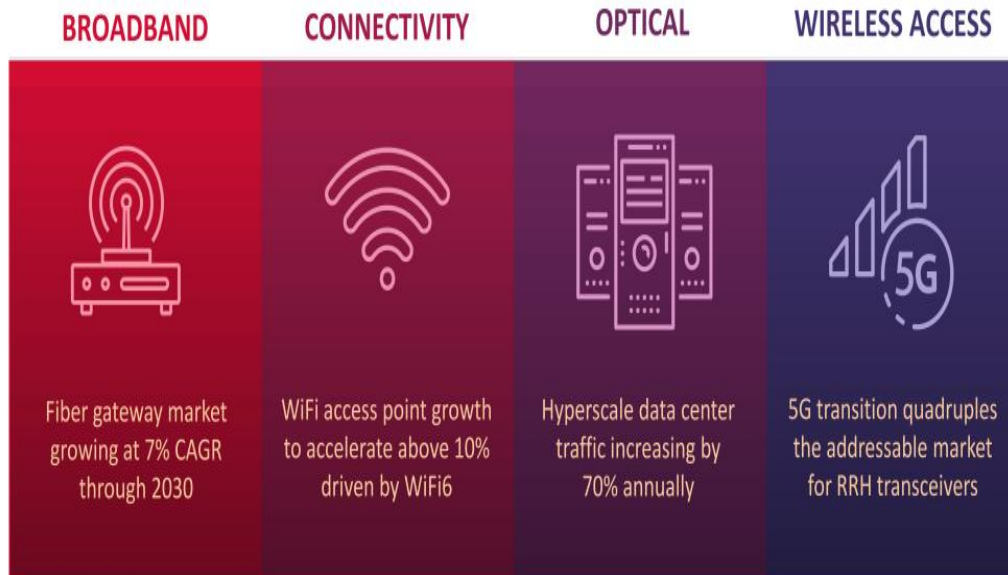 BROADBAND
CONNECTIVITY
OPTICAL
WIRELESS ACCESS
5G
Fiber gateway market
growing at 7% CAGR
through 2030
WiFi access point growth
to accelerate above 10%
driven by WiFi6
Hyperscale data center
traffic increasing by
70% annually
5G transition quadruples
the addressable market
for RRH transceivers